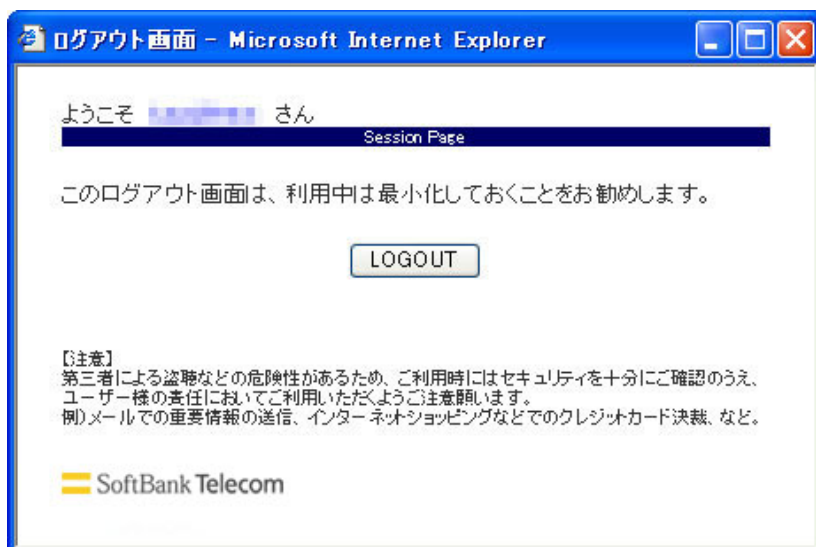 ログアウト画面 - Microsoft Internet Explorer
ようこそ さん
Session Page
このログアウト画面は、利用中は最小化しておくことをお勧めします。
LOGOUT
【注意】
第三者による盗聴などの危険性があるため、ご利用時にはセキュリティを十分にご確認のうえ、
ユーザー様の責任においてご利用いただくようご注意願います。
例)メールでの重要情報の送信、インターネットショッピングなどでのクレジットカード決裁、など。
SoftBank Telecom